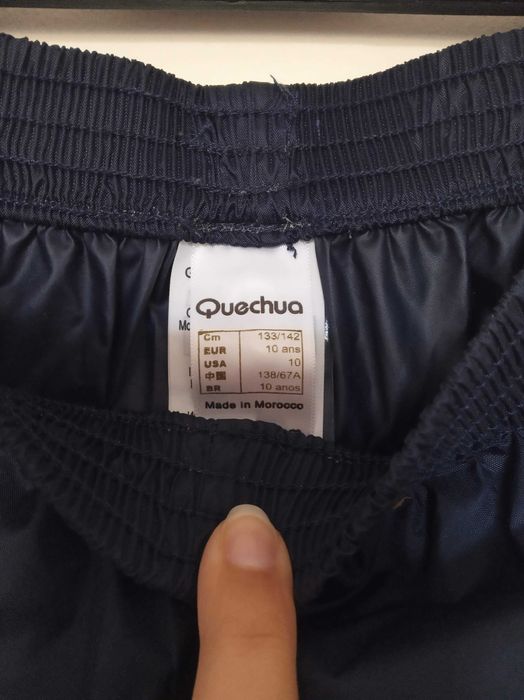 Quechua
Cm 133/142
EUR 10 ans
USA 10
中国 138/67A
BR 10 anos
Made in Morocco